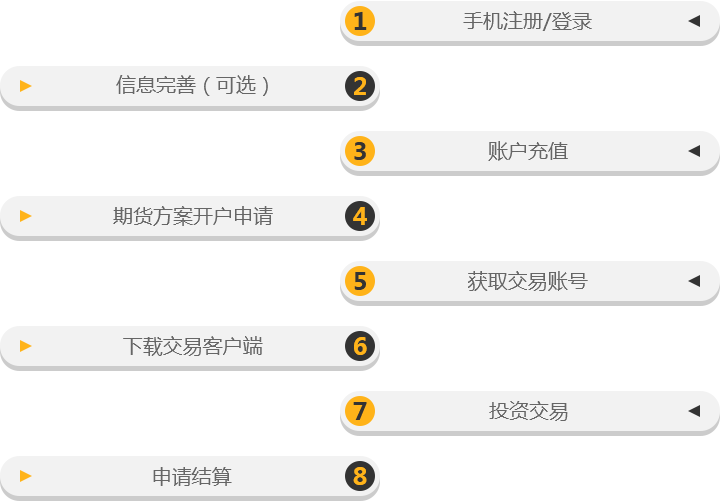 1 手机注册/登录
信息完善（可选） 2
3 账户充值
期货方案开户申请 4
5 获取交易账号
下载交易客户端 6
7 投资交易
申请结算 8